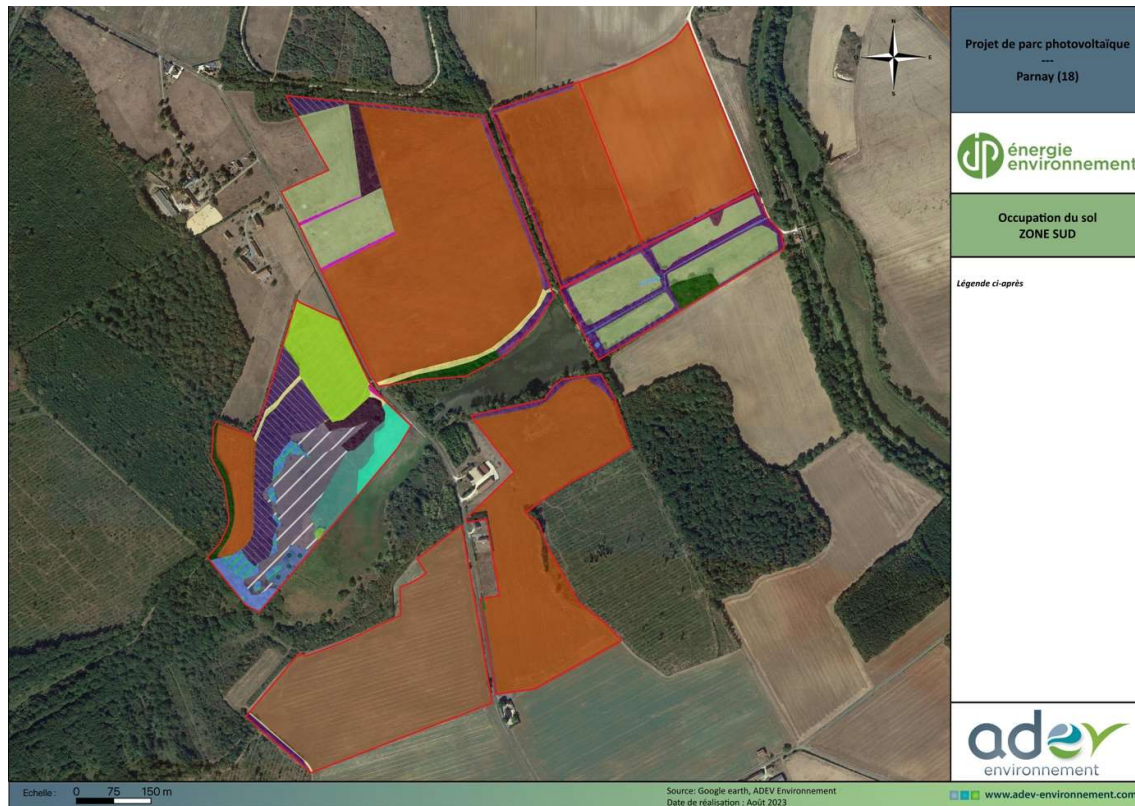 N
E
S
O
Projet de parc photovoltaïque
---
Parnay (18)
JP
énergie
environnement
Occupation du sol
ZONE SUD
Légende ci-après
adev
environnement
Echelle : 0 75 150 m
Source: Google earth, ADEV Environnement
Date de réalisation : Août 2023
www.adev-environnement.com